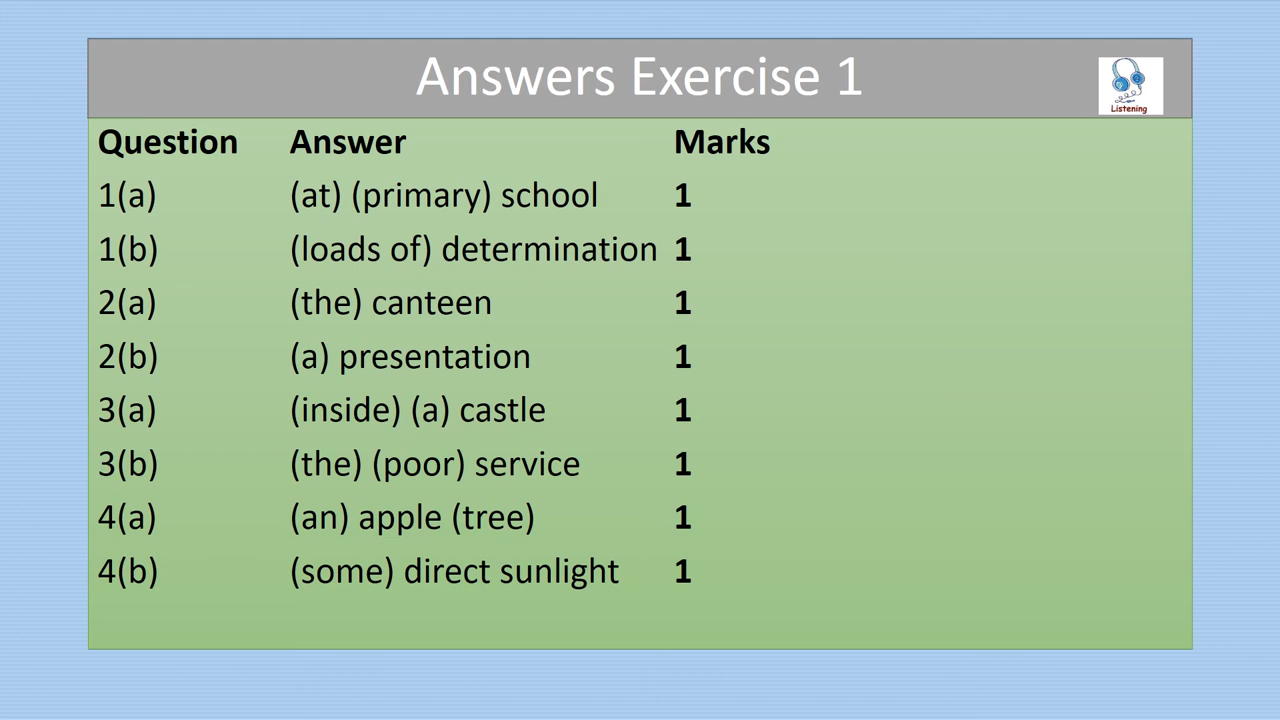 Answers Exercise 1
Listening
Question Answer Marks
1(a) (at) (primary) school 1
1(b) (loads of) determination 1
2(a) (the) canteen 1
2(b) (a) presentation 1
3(a) (inside) (a) castle 1
3(b) (the) (poor) service 1
4(a) (an) apple (tree) 1
4(b) (some) direct sunlight 1